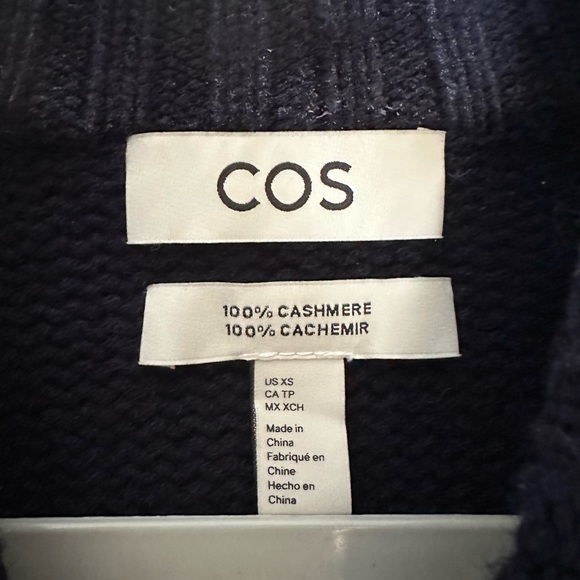 COS
100% CASHMERE
100% CACHEMIR
US XS
CA TP
MX XCH
Made in
China
Fabriqué en
Chine
Hecho en
China